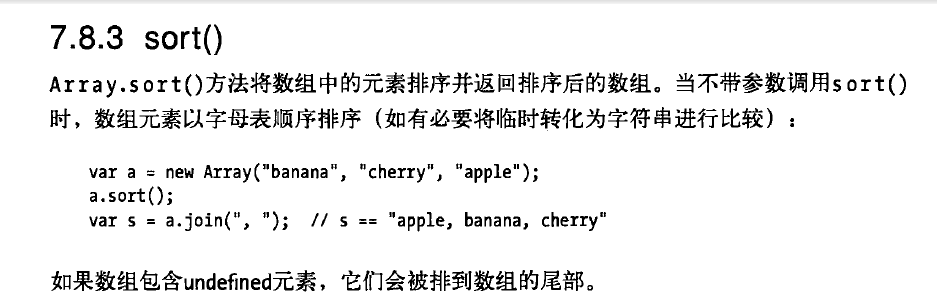 7.8.3 sort()
Array.sort()方法将数组中的元素排序并返回排序后的数组。当不带参数调用sort()
时，数组元素以字母表顺序排序（如有必要将临时转化为字符串进行比较）：
var a = new Array("banana", "cherry", "apple");
a.sort();
var s = a.join(", "); // s == "apple, banana, cherry"
如果数组包含undefined元素，它们会被排到数组的尾部。